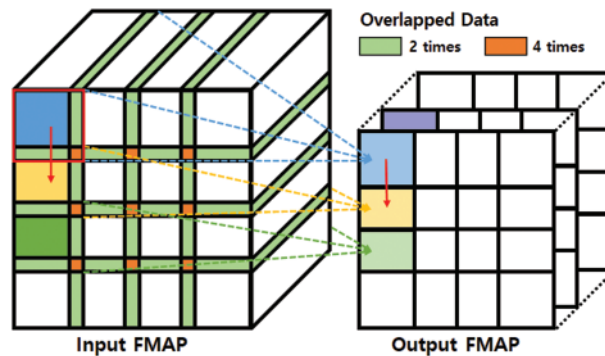 Overlapped Data
2 times
4 times
Input FMAP
Output FMAP